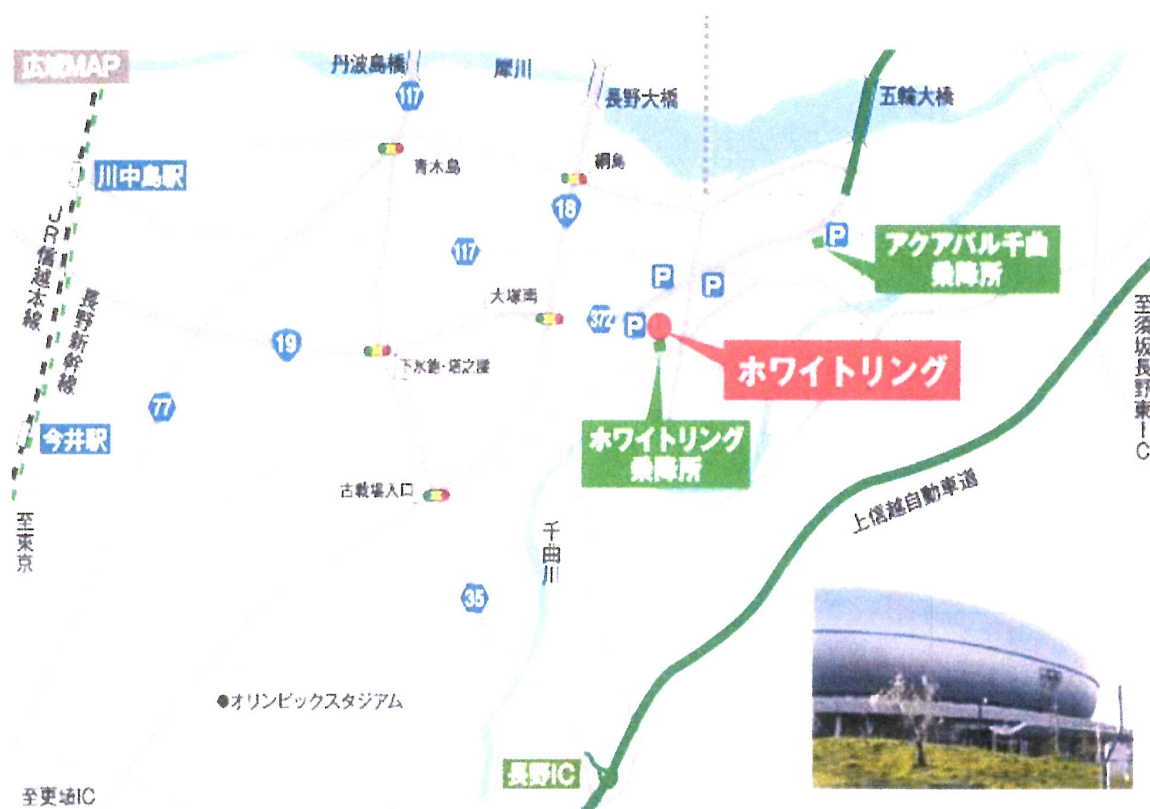 広域MAP
丹波島橋
犀川
長野大橋
五輪大橋
117
川中島駅
青木島
綱島
18
アクアパル千曲
乗降所
P
117
P
P
JR信越本線
長野新幹線
大塚南
372
P
至須坂長野東IC
19
ホワイトリング
77
今井駅
ホワイトリング
乗降所
古戦場入口
上信越自動車道
至東京
千曲川
35
●オリンピックスタジアム
長野IC
至更埴IC